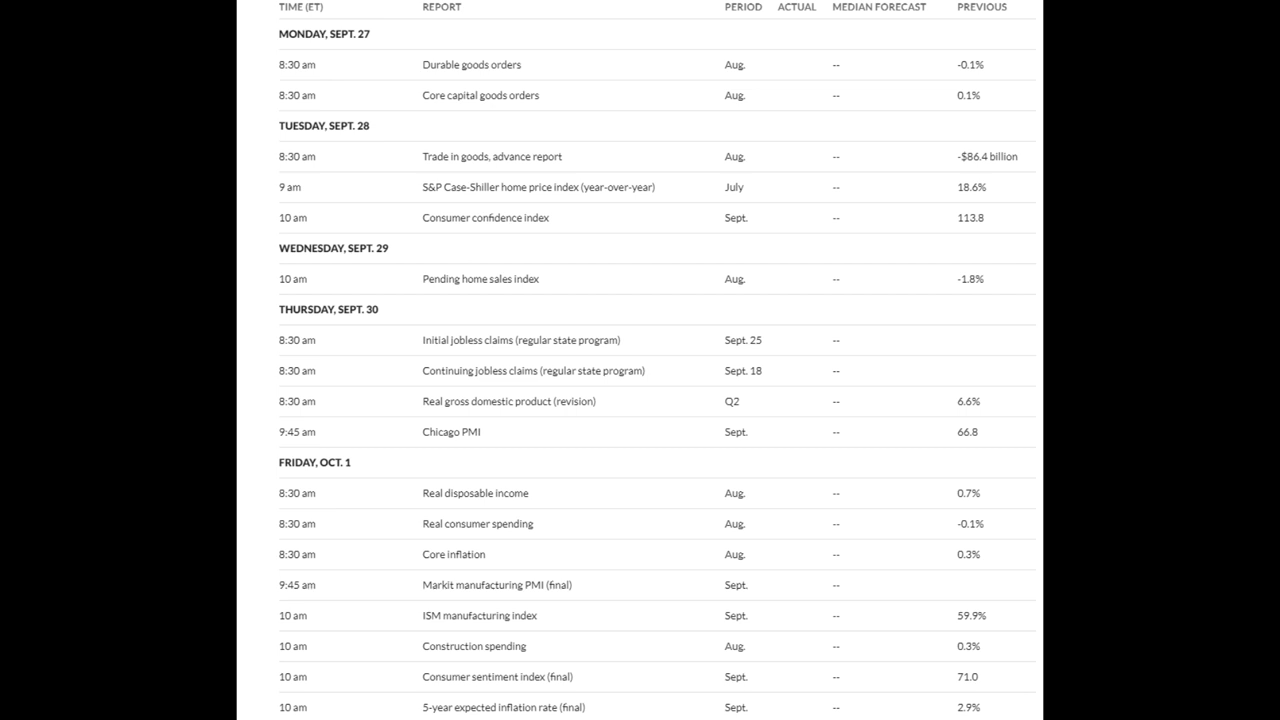 TIME (ET) REPORT PERIOD ACTUAL MEDIAN FORECAST PREVIOUS
MONDAY, SEPT. 27
8:30 am Durable goods orders Aug. -- -0.1%
8:30 am Core capital goods orders Aug. -- 0.1%
TUESDAY, SEPT. 28
8:30 am Trade in goods, advance report Aug. -- -$86.4 billion
9 am S&P Case-Shiller home price index (year-over-year) July -- 18.6%
10 am Consumer confidence index Sept. -- 113.8
WEDNESDAY, SEPT. 29
10 am Pending home sales index Aug. -- -1.8%
THURSDAY, SEPT. 30
8:30 am Initial jobless claims (regular state program) Sept. 25 --
8:30 am Continuing jobless claims (regular state program) Sept. 18 --
8:30 am Real gross domestic product (revision) Q2 -- 6.6%
9:45 am Chicago PMI Sept. -- 66.8
FRIDAY, OCT. 1
8:30 am Real disposable income Aug. -- 0.7%
8:30 am Real consumer spending Aug. -- -0.1%
8:30 am Core inflation Aug. -- 0.3%
9:45 am Markit manufacturing PMI (final) Sept. --
10 am ISM manufacturing index Sept. -- 59.9%
10 am Construction spending Aug. -- 0.3%
10 am Consumer sentiment index (final) Sept. -- 71.0
10 am 5-year expected inflation rate (final) Sept. -- 2.9%